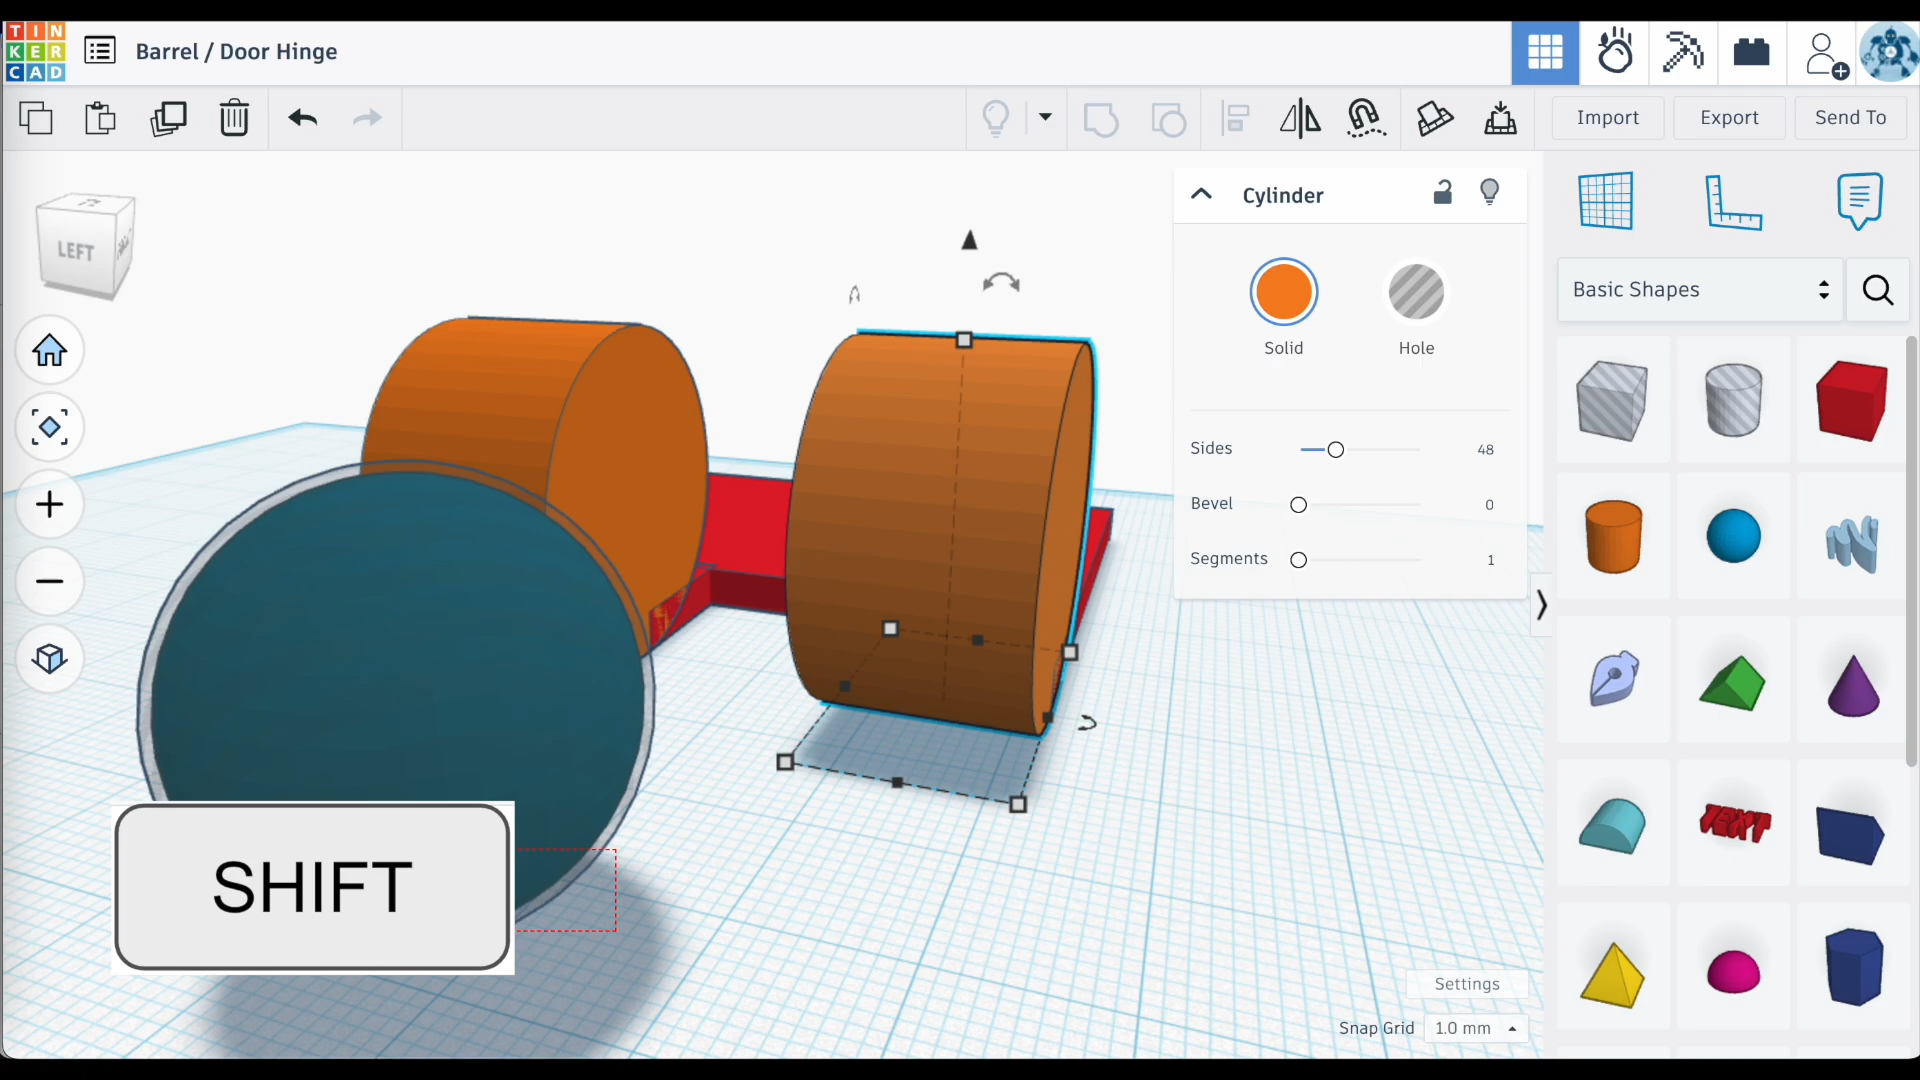 TIN
KER
CAD
Barrel / Door Hinge
Import
Export
Send To
LEFT
Cylinder
Solid
Hole
Sides
48
Bevel
0
Segments
1
Basic Shapes
TEXT
SHIFT
Settings
Snap Grid
1.0 mm